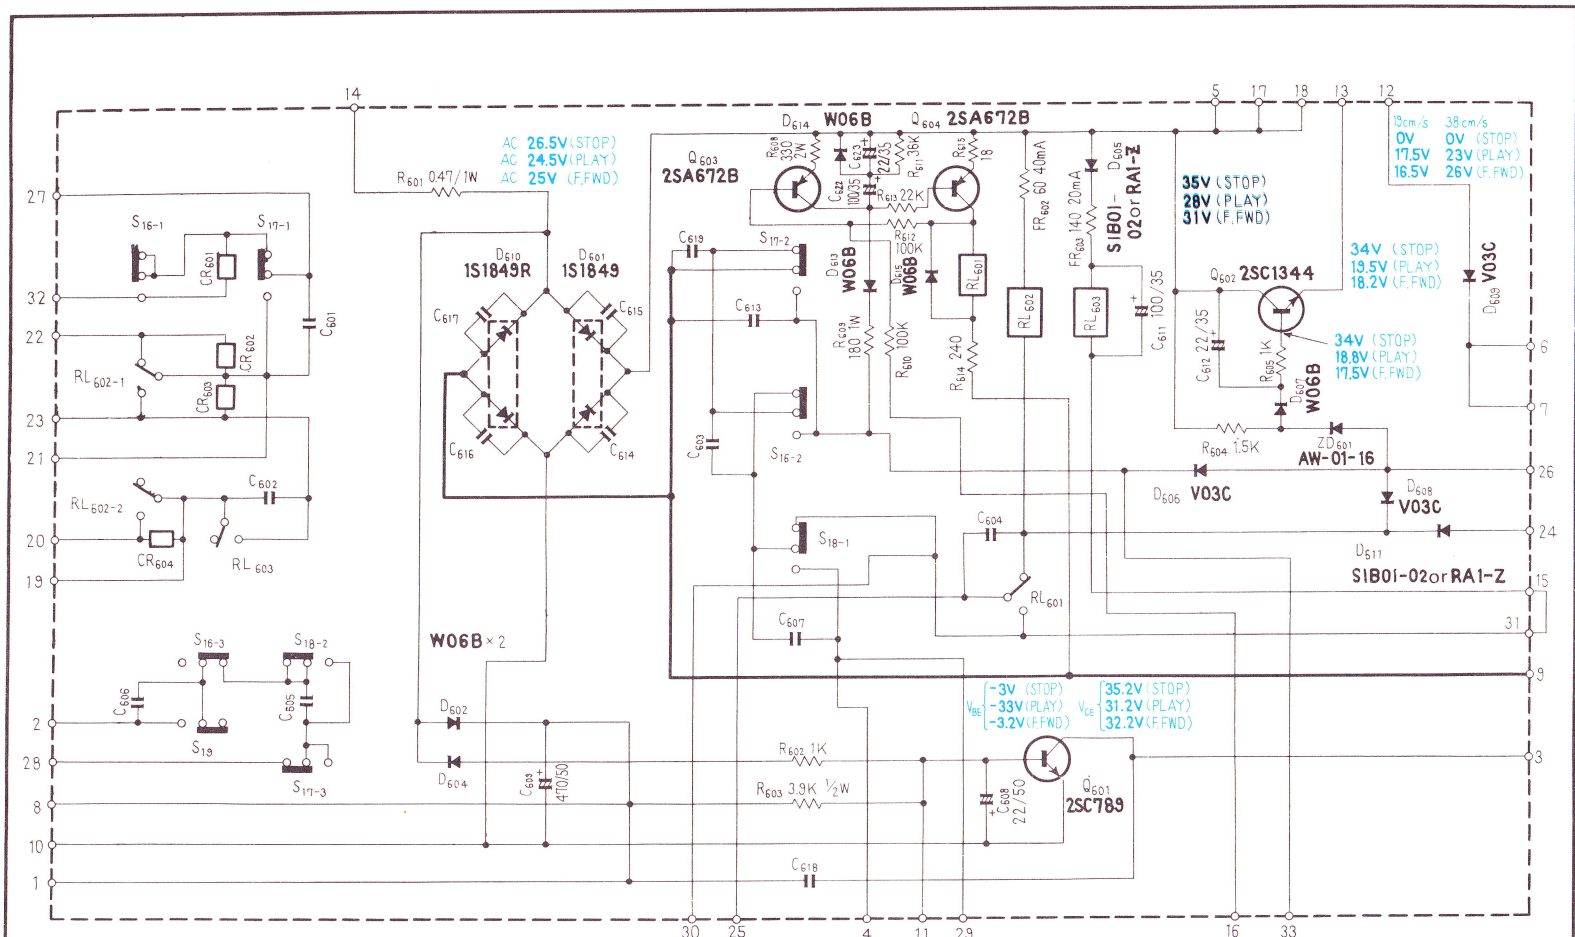 14
5
17
18
13
12
19cm/s 38cm/s
0V 0V (STOP)
17.5V 23V (PLAY)
16.5V 26V (F.FWD)
AC 26.5V (STOP)
AC 24.5V (PLAY)
AC 25V (F.FWD)
R601 0.47/1W
Q603
2SA672B
D614 W06B
Q604 2SA672B
R608
330
2W
C623
22/35
R611
36K
R615
18
C622
100/35
R613 22K
R612
100K
FR602 60 40mA
D605
S1B01-
02 or RA1-Z
FR603 140 20mA
35V (STOP)
28V (PLAY)
31V (F.FWD)
34V (STOP)
19.5V (PLAY)
18.2V (F.FWD)
Q602 2SC1344
D609 V03C
27
S16-1
S17-1
CR601
32
C601
22
CR602
RL602-1
CR603
23
21
D610
1S1849R
D601
1S1849
C617
C615
C616
C614
C619
S17-2
D613
W06B
D615
W06B
RL601
RL602
RL603
C611 100/35
C613
R609
180 1W
R610 100K
R614 240
C612 22/35
R605 1K
D607
W06B
34V (STOP)
18.8V (PLAY)
17.5V (F.FWD)
6
7
C603
S16-2
R604 1.5K
ZD601
AW-01-16
26
D606 V03C
D608
V03C
C602
RL602-2
20
CR604
RL603
19
S18-1
C604
24
D611
S1B01-02 or RA1-Z
15
RL601
31
W06B × 2
C607
S16-3
S18-2
C606
C605
2
S19
28
S17-3
9
D602
D604
C609
470/50
R602 1K
R603 3.9K ½W
VBE
-3V (STOP)
-33V (PLAY)
-3.2V (F.FWD)
VCE
35.2V (STOP)
31.2V (PLAY)
32.2V (F.FWD)
C608
22/50
Q601
2SC789
3
8
10
1
C618
30
25
4
11
29
16
33